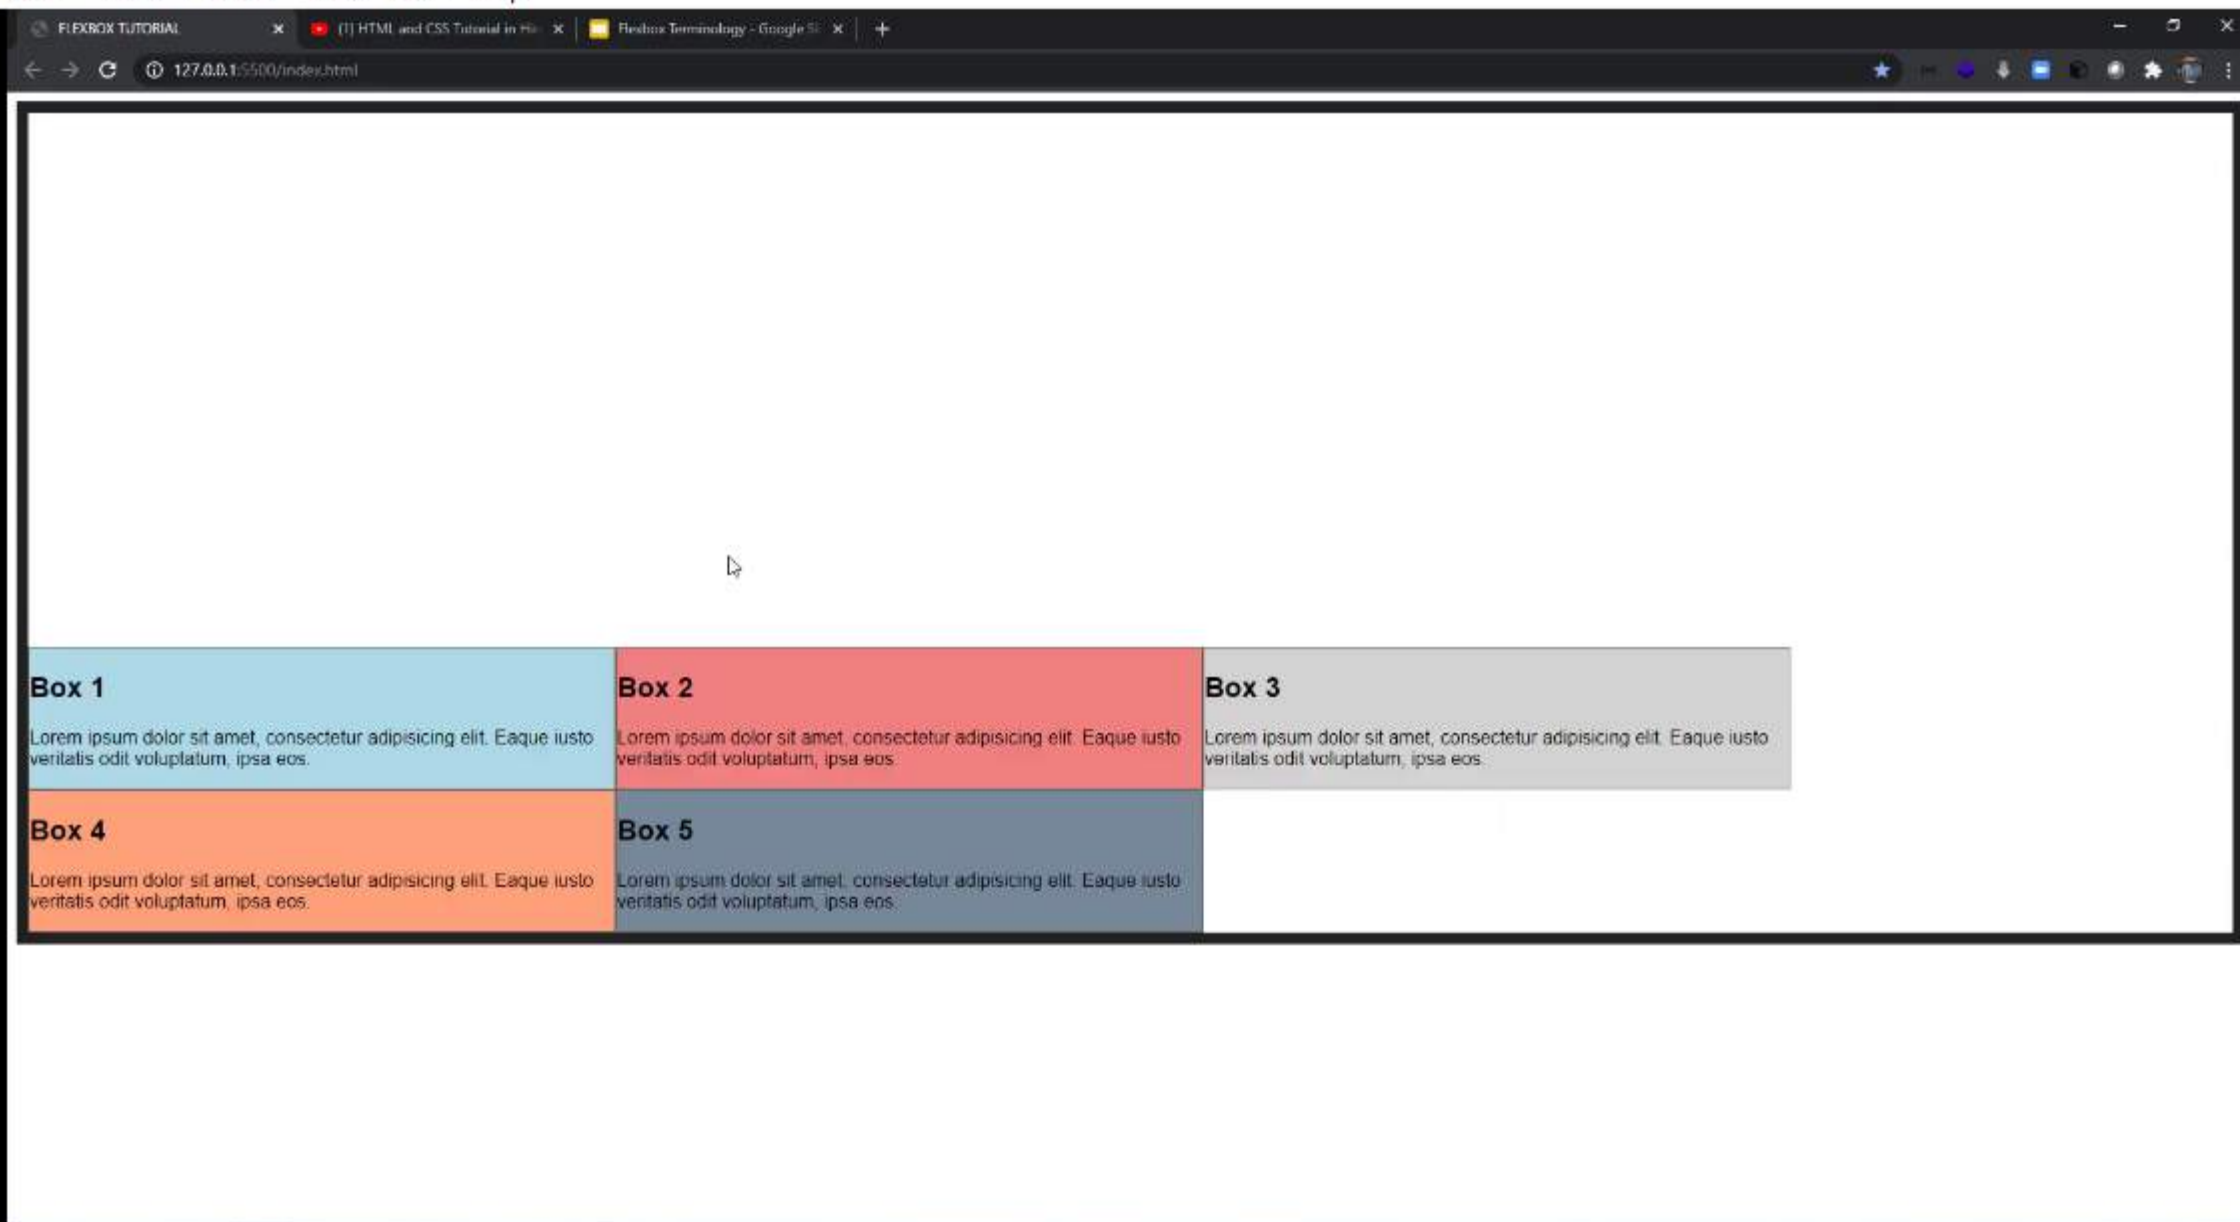 FLEXBOX TUTORIAL
(1) HTML and CSS Tutorial in Hi
Flexbox Terminology - Google Sl
127.0.0.1:5500/index.html
Box 1
Lorem ipsum dolor sit amet, consectetur adipisicing elit. Eaque iusto
veritatis odit voluptatum, ipsa eos.
Box 2
Lorem ipsum dolor sit amet, consectetur adipisicing elit. Eaque iusto
veritatis odit voluptatum, ipsa eos.
Box 3
Lorem ipsum dolor sit amet, consectetur adipisicing elit. Eaque iusto
veritatis odit voluptatum, ipsa eos.
Box 4
Lorem ipsum dolor sit amet, consectetur adipisicing elit. Eaque iusto
veritatis odit voluptatum, ipsa eos.
Box 5
Lorem ipsum dolor sit amet, consectetur adipisicing elit. Eaque iusto
veritatis odit voluptatum, ipsa eos.